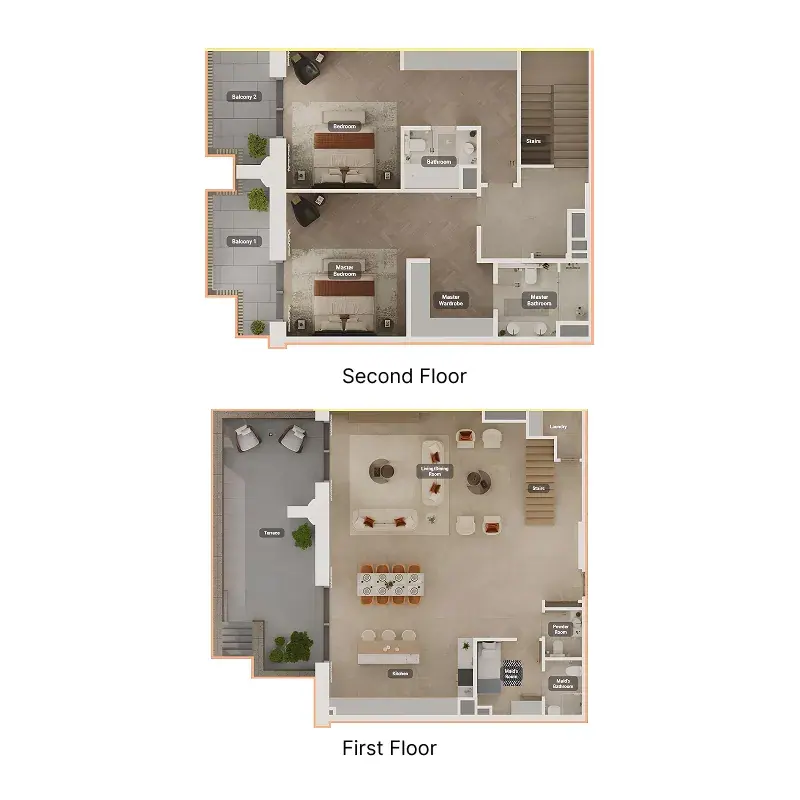 Balcony 2
Bedroom
Bathroom
Stairs
Balcony 1
Master
Bedroom
Master
Wardrobe
Master
Bathroom
Second Floor
Laundry
Living/Dining
Room
Stairs
Terrace
Powder
Room
Kitchen
Maid's
Room
Maid's
Bathroom
First Floor